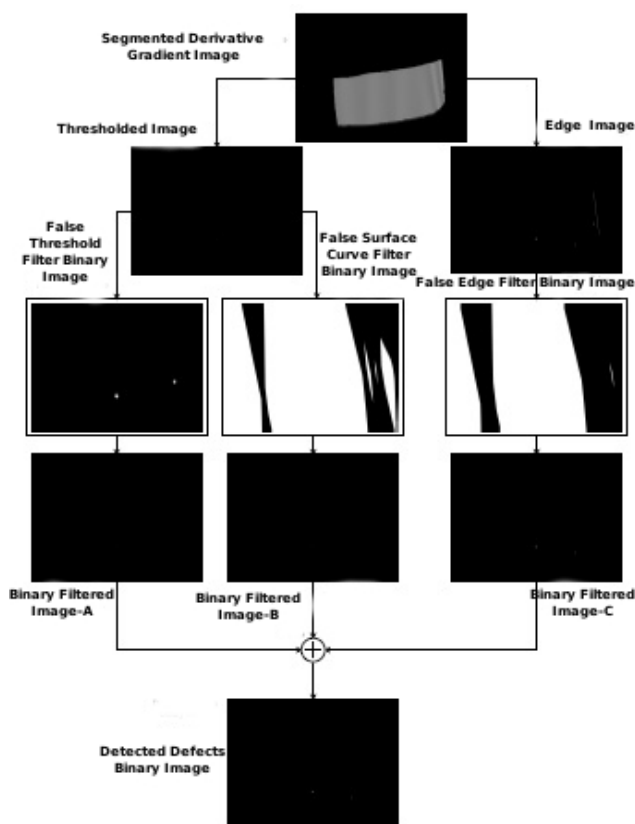 Segmented Derivative
Gradient Image
Thresholded Image
Edge Image
False
Threshold
Filter Binary
Image
False Surface
Curve Filter
Binary Image
False Edge Filter Binary Image
Binary Filtered
Image-A
Binary Filtered
Image-B
Binary Filtered
Image-C
Detected Defects
Binary Image